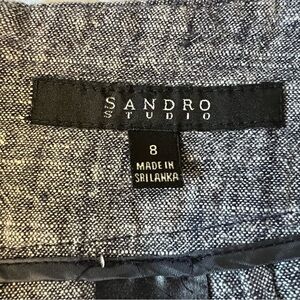 SANDRO
STUDIO
8
MADE IN
SRI LANKA